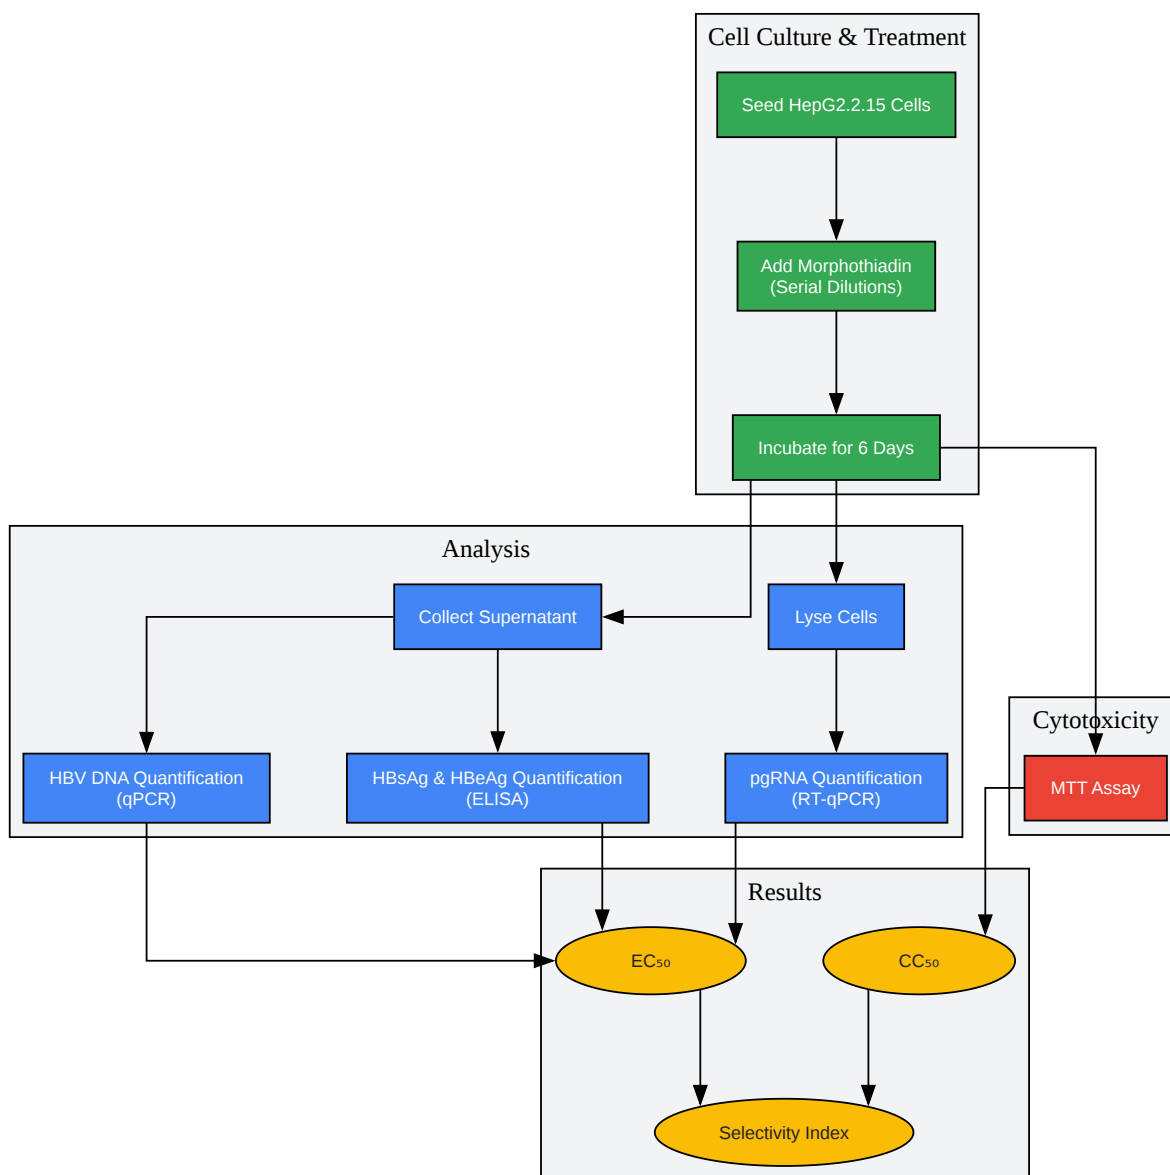 Cell Culture & Treatment
Seed HepG2.2.15 Cells
Add Morphothiadin
(Serial Dilutions)
Incubate for 6 Days
Analysis
Collect Supernatant
Lyse Cells
HBV DNA Quantification
(qPCR)
HBsAg & HBeAg Quantification
(ELISA)
pgRNA Quantification
(RT-qPCR)
Cytotoxicity
MTT Assay
Results
EC₅₀
CC₅₀
Selectivity Index